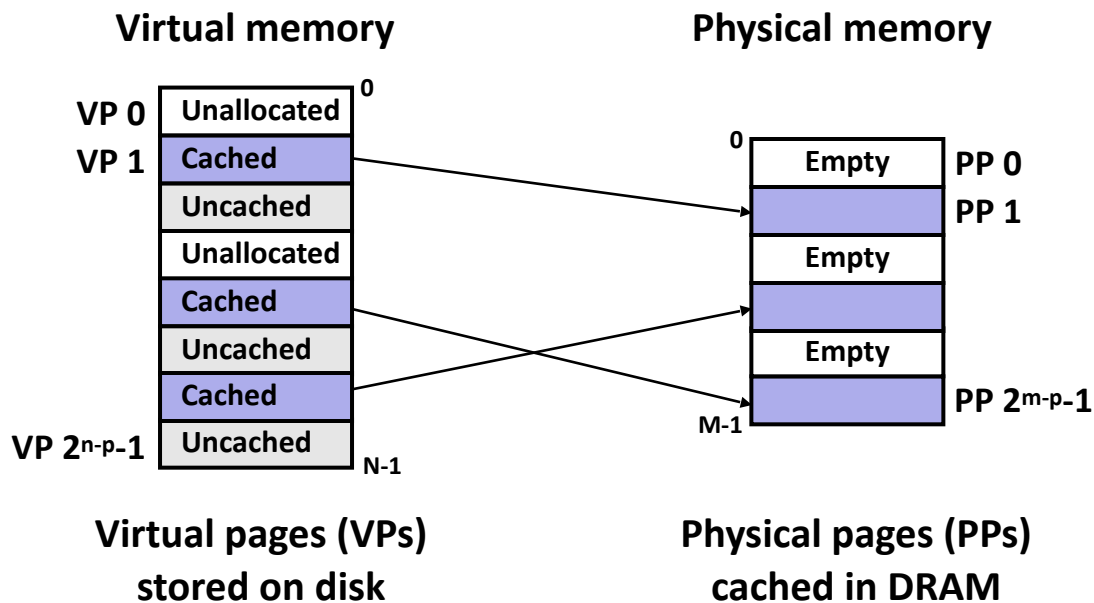 Virtual memory
Physical memory
0
VP 0
Unallocated
VP 1
Cached
Uncached
Unallocated
Cached
Uncached
Cached
VP 2ⁿ⁻ᵖ-1
Uncached
N-1
0
Empty
PP 0
PP 1
Empty
Empty
PP 2ᵐ⁻ᵖ-1
M-1
Virtual pages (VPs)
stored on disk
Physical pages (PPs)
cached in DRAM